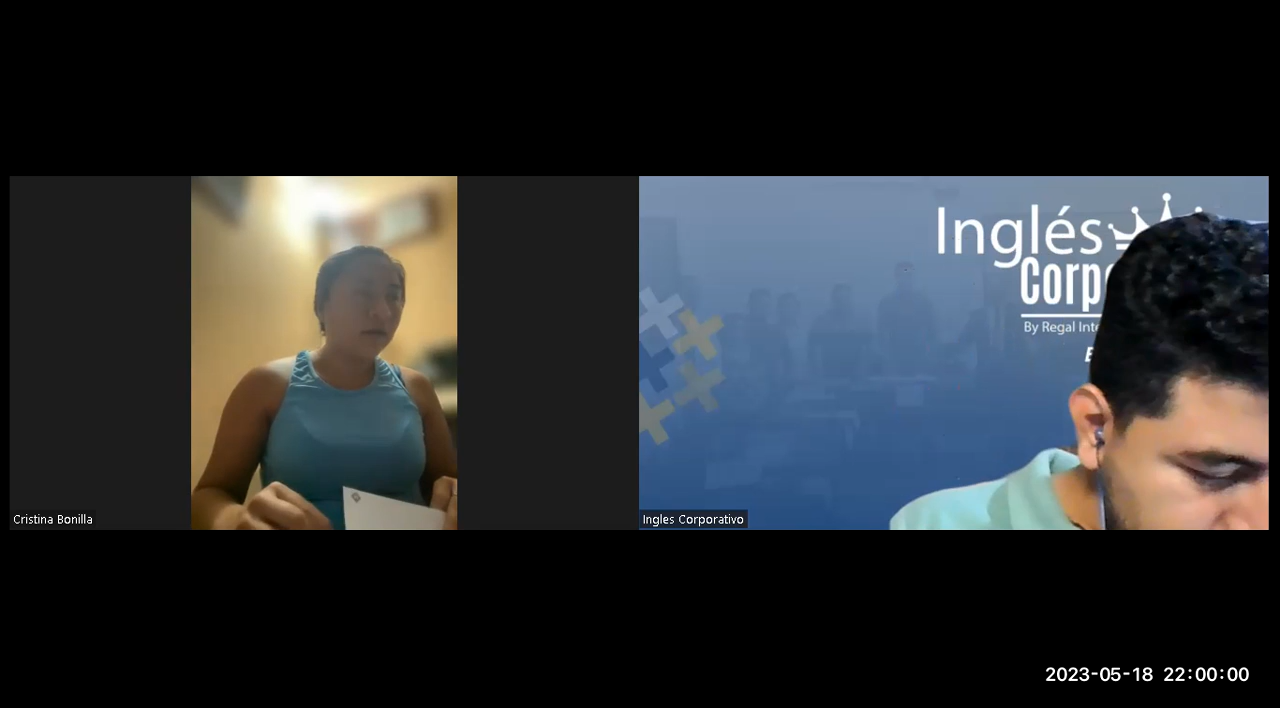 Inglés
Corpo
By Regal Inte
E
Cristina Bonilla
Ingles Corporativo
2023-05-18 22:00:00